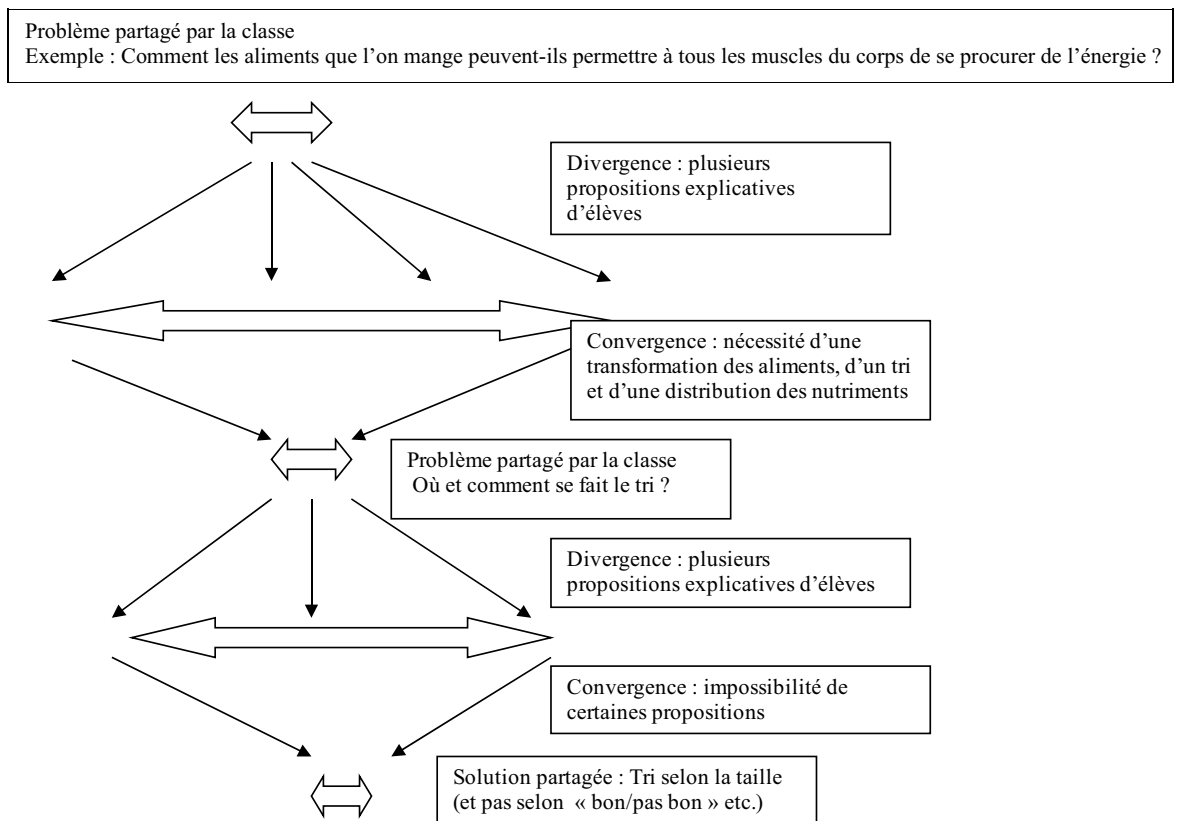 Problème partagé par la classe
Exemple : Comment les aliments que l’on mange peuvent-ils permettre à tous les muscles du corps de se procurer de l’énergie ?
Divergence : plusieurs
propositions explicatives
d’élèves
Convergence : nécessité d’une
transformation des aliments, d’un tri
et d’une distribution des nutriments
Problème partagé par la classe
Où et comment se fait le tri ?
Divergence : plusieurs
propositions explicatives d’élèves
Convergence : impossibilité de
certaines propositions
Solution partagée : Tri selon la taille
(et pas selon « bon/pas bon » etc.)